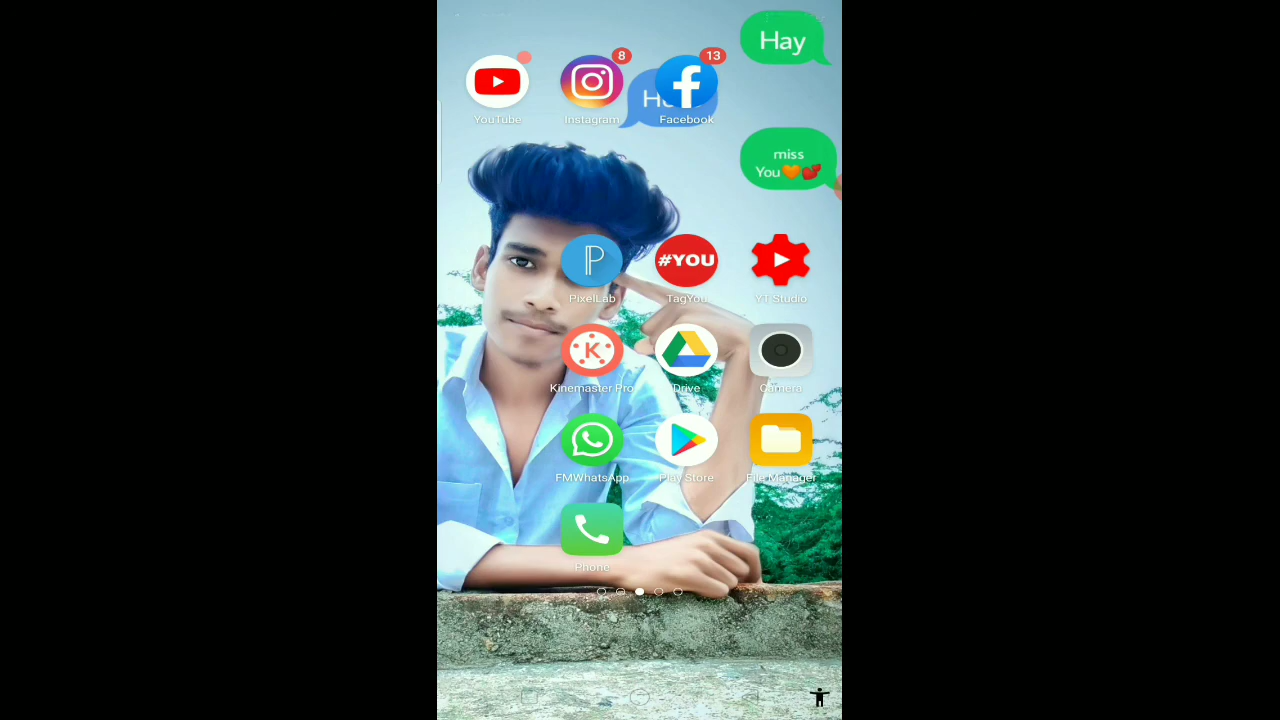 Hay
8
13
YouTube
Instagram
Facebook
miss
You🧡💕
P
#YOU
PixelLab
TagYou
YT Studio
K
Kinemaster Pro
Drive
Camera
FMWhatsApp
Play Store
File Manager
Phone